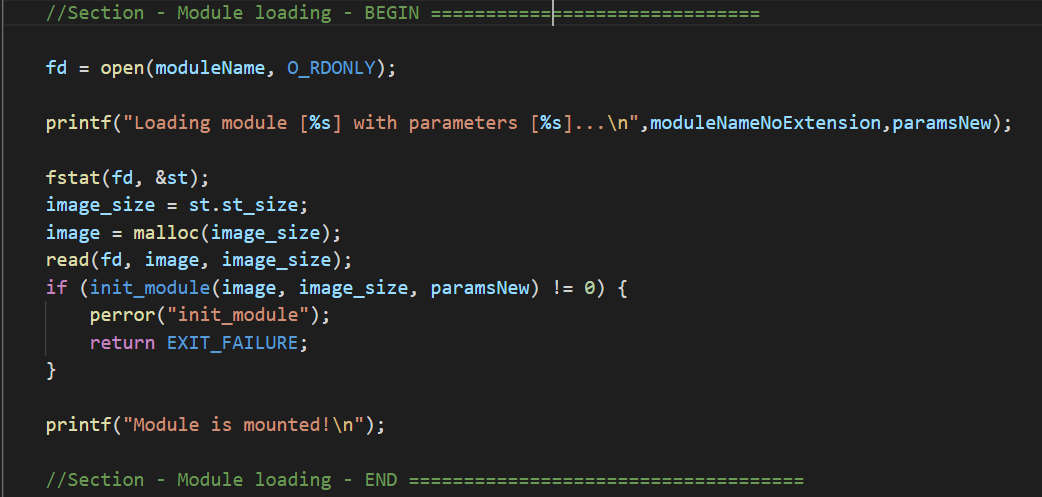 //Section - Module loading - BEGIN ==============================
fd = open(moduleName, O_RDONLY);
printf("Loading module [%s] with parameters [%s]...\n",moduleNameNoExtension,paramsNew);
fstat(fd, &st);
image_size = st.st_size;
image = malloc(image_size);
read(fd, image, image_size);
if (init_module(image, image_size, paramsNew) != 0) {
perror("init_module");
return EXIT_FAILURE;
}
printf("Module is mounted!\n");
//Section - Module loading - END ====================================